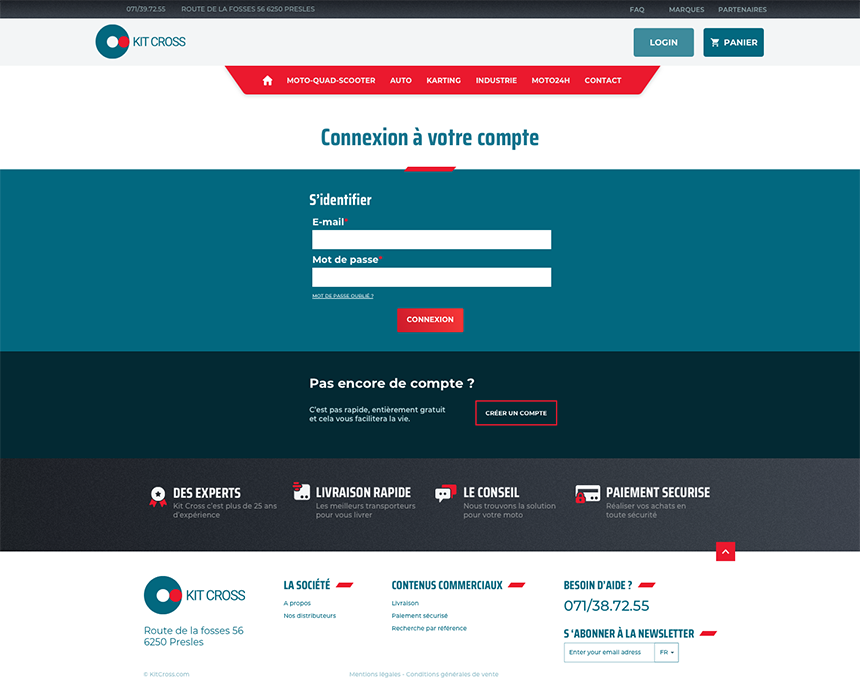 071/39.72.55 ROUTE DE LA FOSSES 56 6250 PRESLES FAQ MARQUES PARTENAIRES
KIT CROSS LOGIN PANIER
MOTO-QUAD-SCOOTER AUTO KARTING INDUSTRIE MOTO24H CONTACT
Connexion à votre compte
S'identifier
E-mail*
Mot de passe*
MOT DE PASSE OUBLIÉ ?
CONNEXION
Pas encore de compte ?
C'est pas rapide, entièrement gratuit
et cela vous facilitera la vie.
CRÉER UN COMPTE
DES EXPERTS
Kit Cross c'est plus de 25 ans
d'expérience
LIVRAISON RAPIDE
Les meilleurs transporteurs
pour vous livrer
LE CONSEIL
Nous trouvons la solution
pour votre moto
PAIEMENT SECURISE
Réaliser vos achats en
toute sécurité
KIT CROSS
Route de la fosses 56
6250 Presles
LA SOCIÉTÉ
A propos
Nos distributeurs
CONTENUS COMMERCIAUX
Livraison
Paiement sécurisé
Recherche par référence
BESOIN D'AIDE ?
071/38.72.55
S 'ABONNER À LA NEWSLETTER
Enter your email adress FR
© KitCross.com Mentions légales - Conditions générales de vente